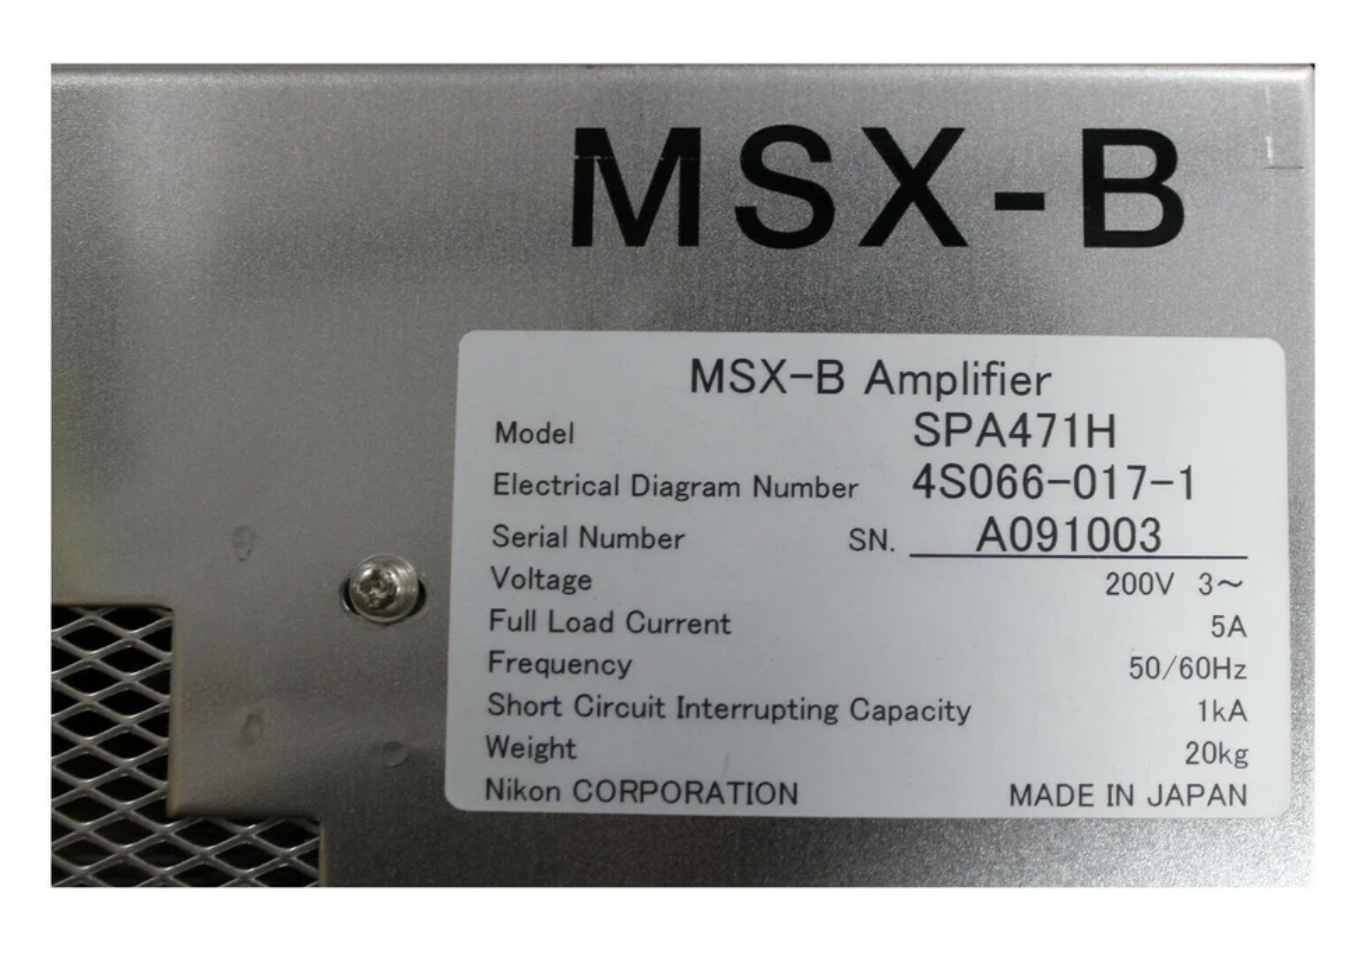 MSX-B
MSX-B Amplifier
Model SPA471H
Electrical Diagram Number 4S066-017-1
Serial Number SN. A091003
Voltage 200V 3～
Full Load Current 5A
Frequency 50/60Hz
Short Circuit Interrupting Capacity 1kA
Weight 20kg
Nikon CORPORATION MADE IN JAPAN